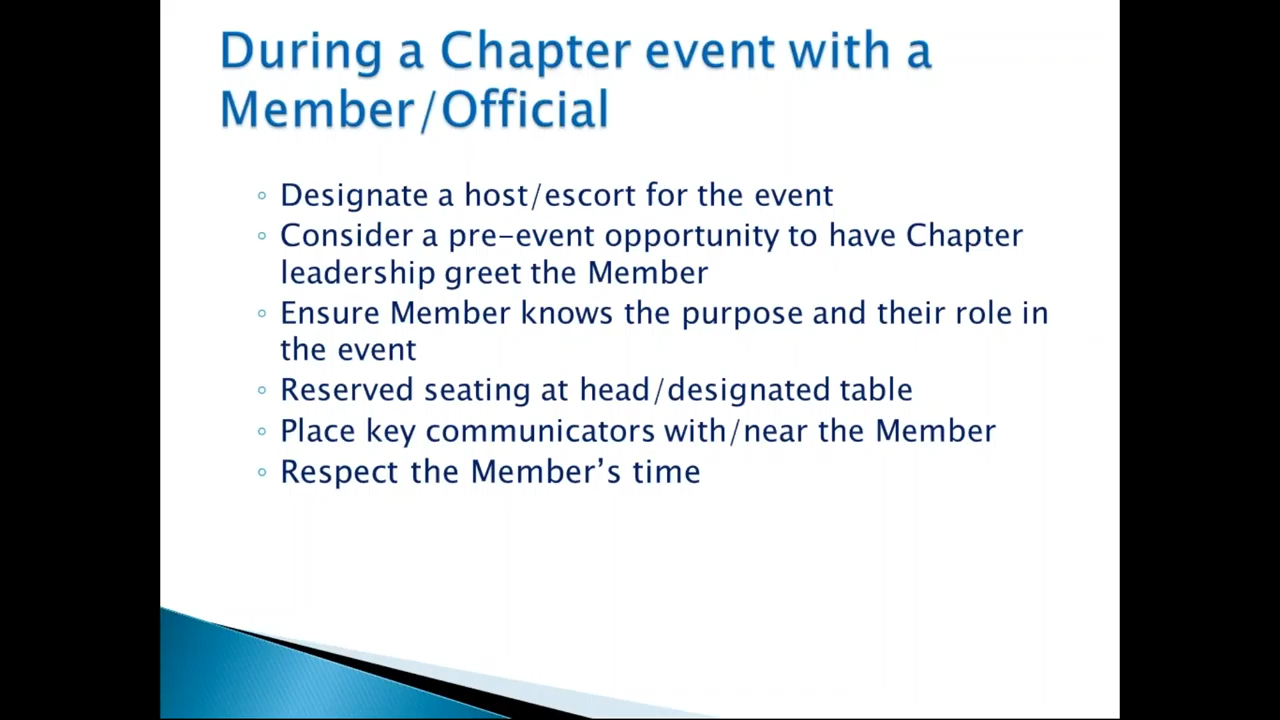 During a Chapter event with a
Member/Official
◦ Designate a host/escort for the event
◦ Consider a pre-event opportunity to have Chapter
leadership greet the Member
◦ Ensure Member knows the purpose and their role in
the event
◦ Reserved seating at head/designated table
◦ Place key communicators with/near the Member
◦ Respect the Member’s time